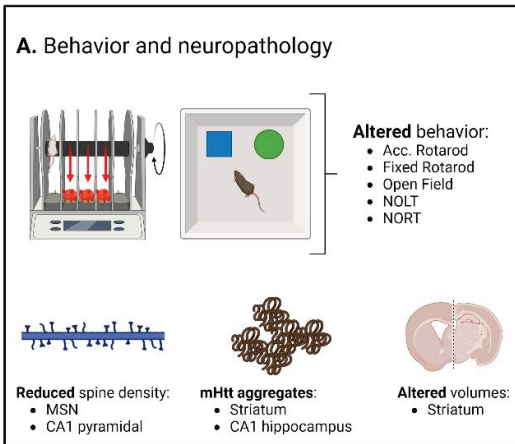 A. Behavior and neuropathology
Altered behavior:
• Acc. Rotarod
• Fixed Rotarod
• Open Field
• NOLT
• NORT
Reduced spine density:
• MSN
• CA1 pyramidal
mHtt aggregates:
• Striatum
• CA1 hippocampus
Altered volumes:
• Striatum